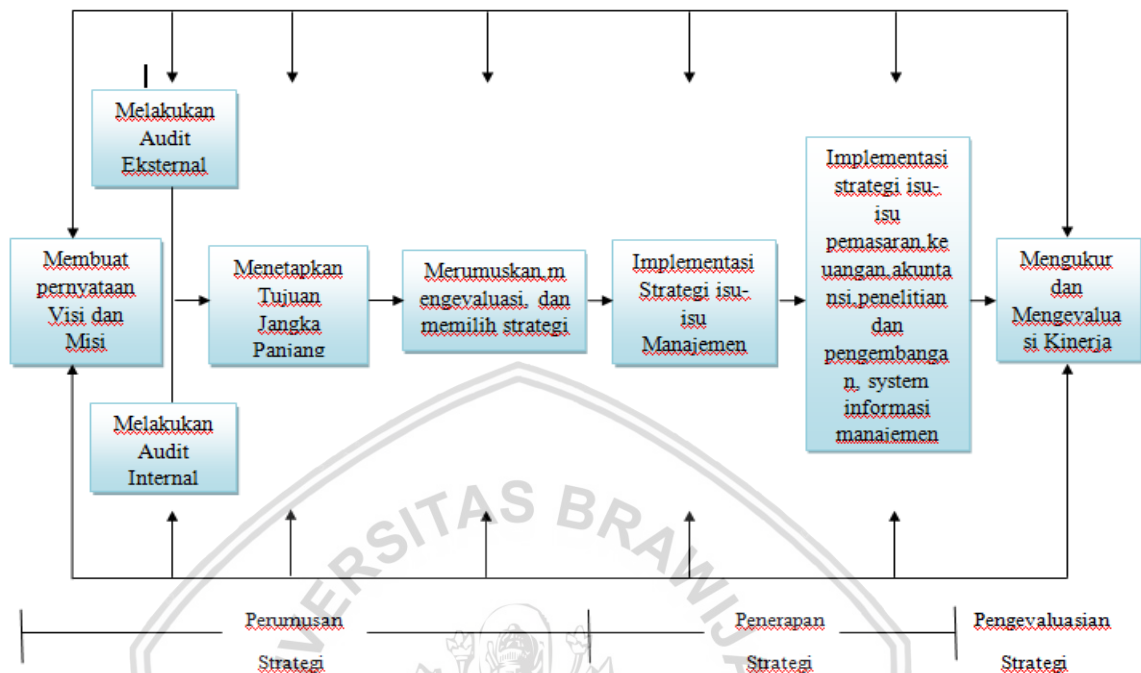 Melakukan
Audit
Eksternal
Membuat
pernyataan
Visi dan
Misi
Menetapkan
Tujuan
Jangka
Panjang
Merumuskan,m
engevaluasi, dan
memilih strategi
Implementasi
Strategi isu-
isu
Manajemen
Implementasi
strategi isu-
isu
pemasaran,ke
uangan,akunta
nsi,penelitian
dan
pengembanga
n, system
informasi
manajemen
Mengukur
dan
Mengevalua
si Kinerja
Melakukan
Audit
Internal
VERSITAS BRAWIJA
Perumusan
Strategi
Penerapan
Strategi
Pengevaluasian
Strategi